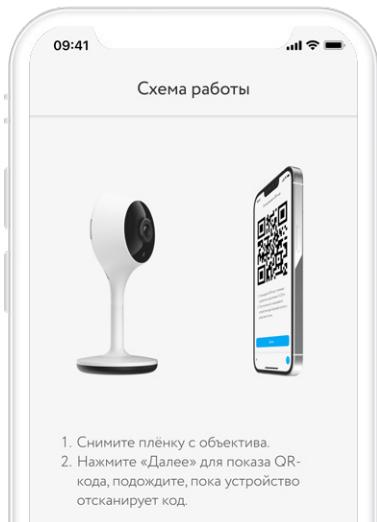 09:41
Схема работы
1. Снимите плёнку с объектива.
2. Нажмите «Далее» для показа QR-
кода, подождите, пока устройство
отсканирует код.